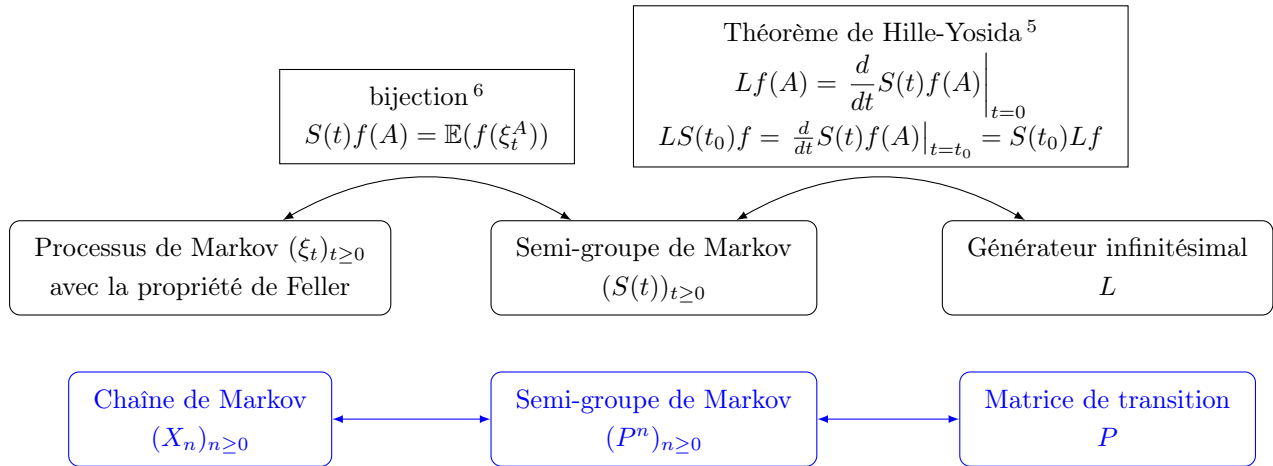 Théorème de Hille-Yosida ⁵
Lf(A) = d/dt S(t)f(A)|_{t=0}
LS(t₀)f = d/dt S(t)f(A)|_{t=t₀} = S(t₀)Lf
bijection ⁶
S(t)f(A) = 𝔼(f(ξ_t^A))
Processus de Markov (ξ_t)_{t≥0}
avec la propriété de Feller
Semi-groupe de Markov
(S(t))_{t≥0}
Générateur infinitésimal
L
Chaîne de Markov
(X_n)_{n≥0}
Semi-groupe de Markov
(P^n)_{n≥0}
Matrice de transition
P